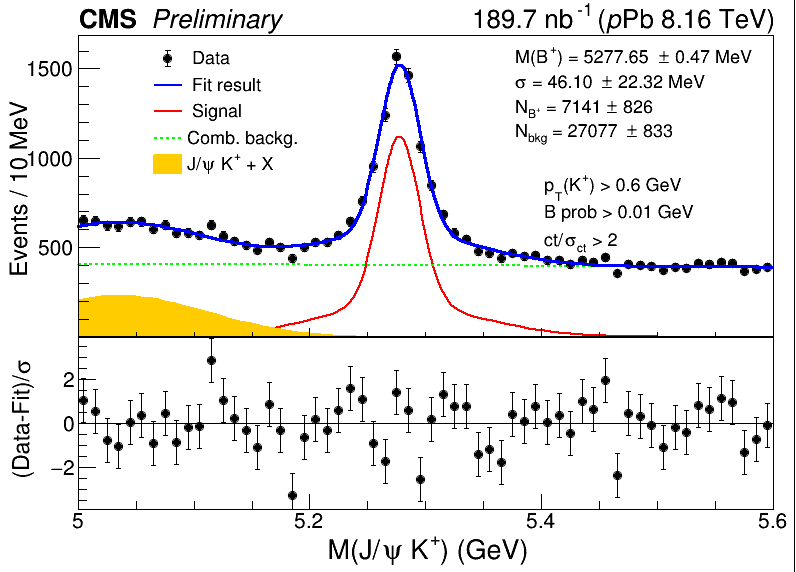 CMS Preliminary 189.7 nb⁻¹ (pPb 8.16 TeV)
Data
Fit result
Signal
Comb. backg.
J/ψ K⁺ + X
M(B⁺) = 5277.65 ± 0.47 MeV
σ = 46.10 ± 22.32 MeV
N_B⁺ = 7141 ± 826
N_bkg = 27077 ± 833
p_T(K⁺) > 0.6 GeV
B prob > 0.01 GeV
ct/σ_ct > 2
Events / 10 MeV
1500
1000
500
(Data-Fit)/σ
2
0
−2
5 5.2 5.4 5.6
M(J/ψ K⁺) (GeV)